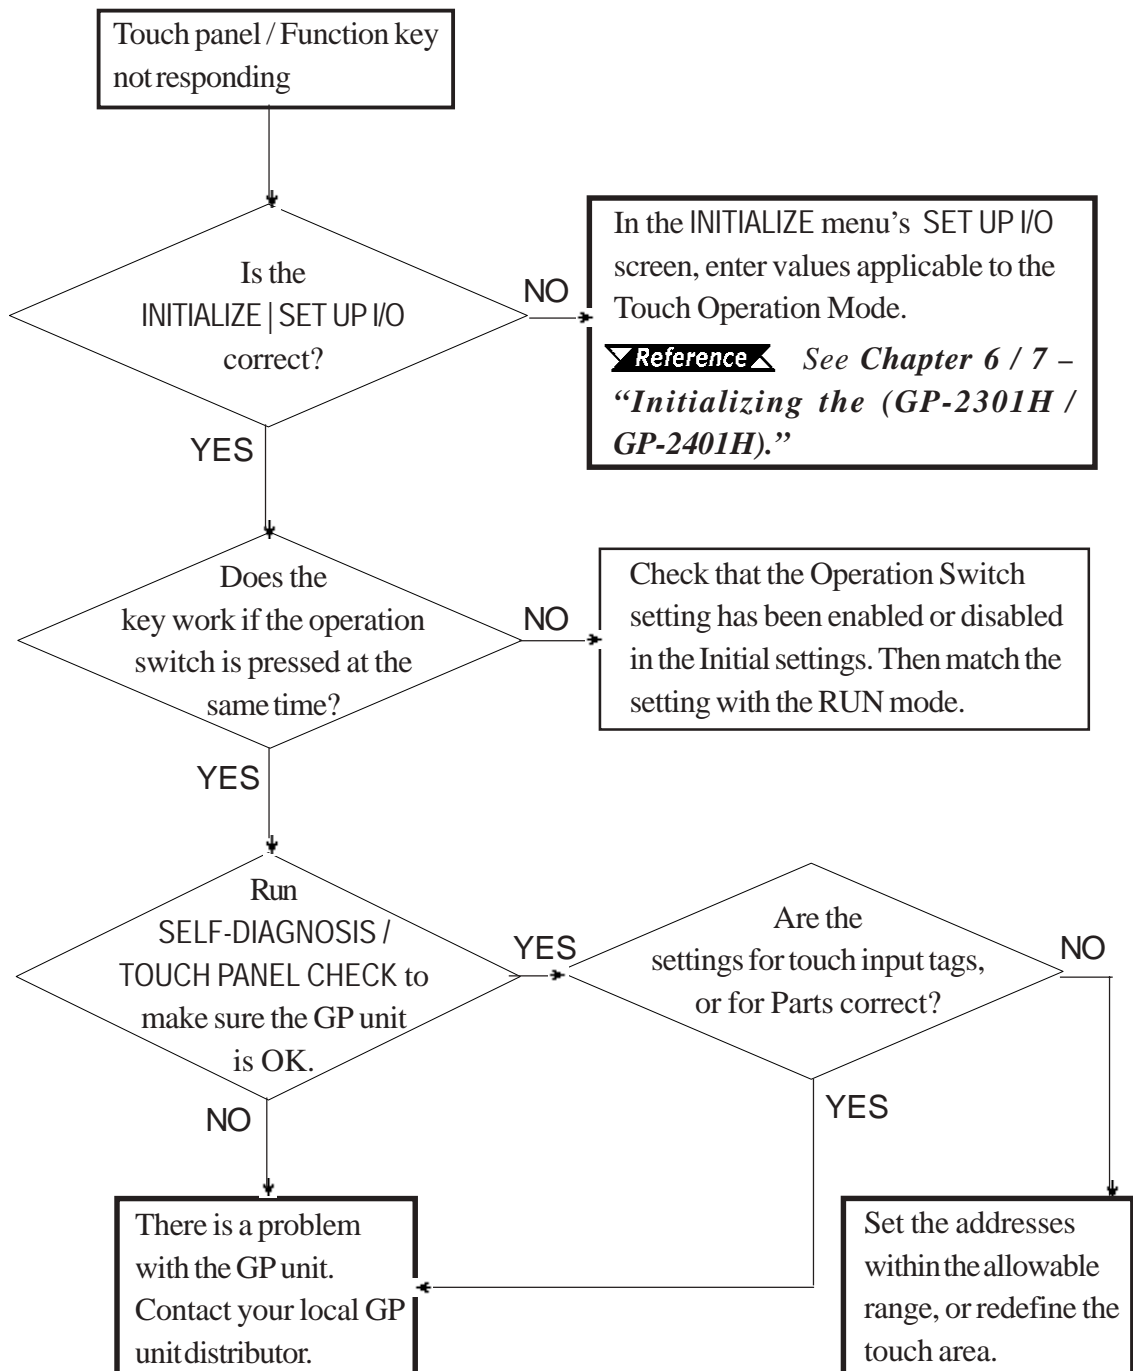 Touch panel / Function key
not responding
Is the
INITIALIZE | SET UP I/O
correct?
NO
In the INITIALIZE menu's SET UP I/O
screen, enter values applicable to the
Touch Operation Mode.
Reference See Chapter 6 / 7 –
“Initializing the (GP-2301H /
GP-2401H).”
YES
Does the
key work if the operation
switch is pressed at the
same time?
NO
Check that the Operation Switch
setting has been enabled or disabled
in the Initial settings. Then match the
setting with the RUN mode.
YES
Run
SELF-DIAGNOSIS /
TOUCH PANEL CHECK to
make sure the GP unit
is OK.
YES
Are the
settings for touch input tags,
or for Parts correct?
NO
NO
YES
There is a problem
with the GP unit.
Contact your local GP
unit distributor.
Set the addresses
within the allowable
range, or redefine the
touch area.